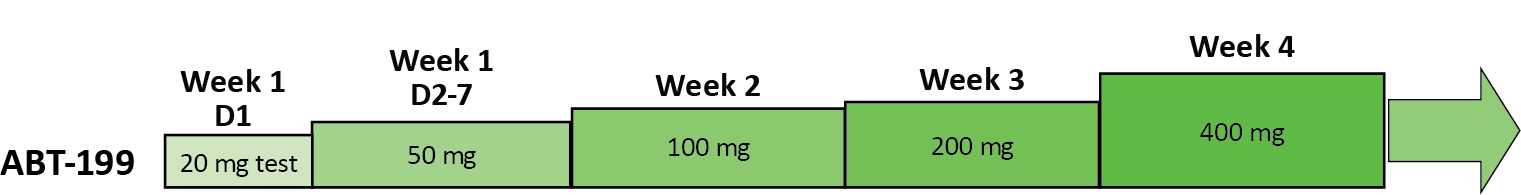 Week 1
D1
Week 1
D2-7
Week 2
Week 3
Week 4
ABT-199
20 mg test
50 mg
100 mg
200 mg
400 mg